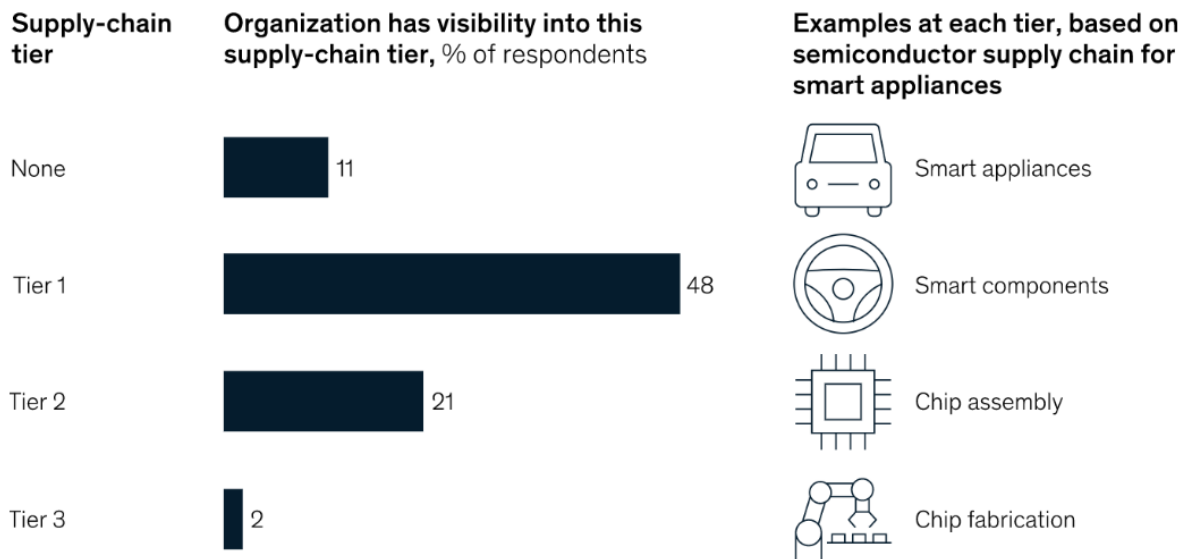 Supply-chain
tier
Organization has visibility into this
supply-chain tier, % of respondents
Examples at each tier, based on
semiconductor supply chain for
smart appliances
None
11
Smart appliances
Tier 1
48
Smart components
Tier 2
21
Chip assembly
Tier 3
2
Chip fabrication